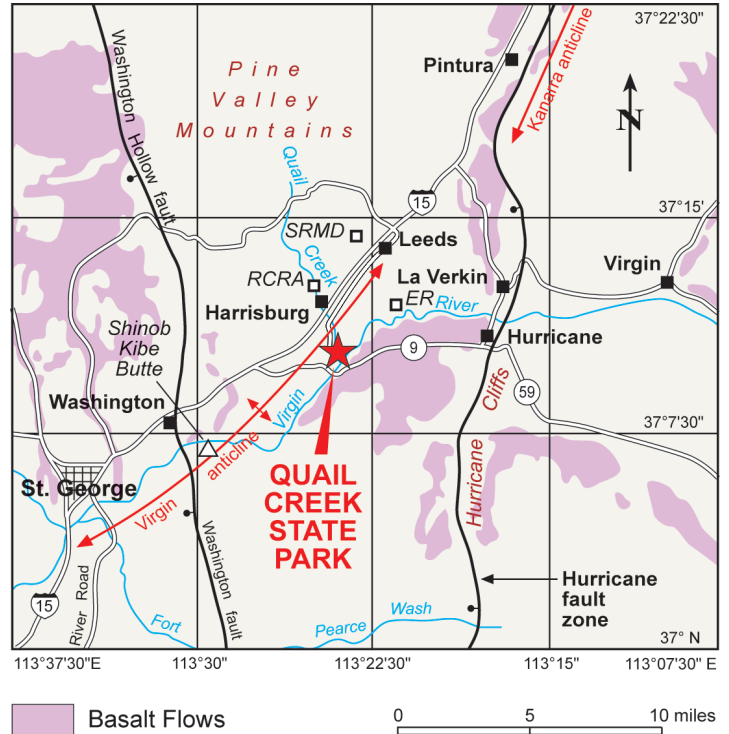 37°22'30"
Pintura
Kanarra anticline
Washington Hollow fault
Pine
Valley
Mountains
N
Quail
Creek
15
37°15'
SRMD
Leeds
RCRA
La Verkin
Virgin
Harrisburg
ER
River
Shinob
Kibe
Butte
Hurricane
9
Washington
Virgin
Cliffs
59
37°7'30"
anticline
Hurricane
St. George
QUAIL
CREEK
STATE
PARK
Virgin
Washington fault
15
River Road
Fort
Pearce
Wash
Hurricane
fault
zone
37° N
113°37'30"E
113°30"
113°22'30"
113°15"
113°07'30" E
Basalt Flows
0
5
10 miles